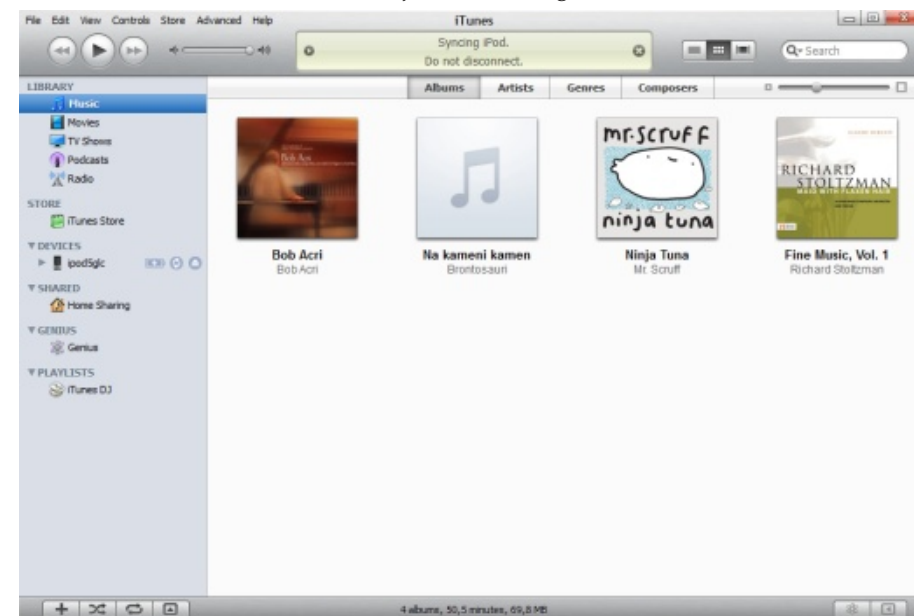 File Edit View Controls Store Advanced Help
iTunes
Syncing iPod.
Do not disconnect.
Search
LIBRARY
Music
Movies
TV Shows
Podcasts
Radio
STORE
iTunes Store
DEVICES
ipod5glc
SHARED
Home Sharing
GENIUS
Genius
PLAYLISTS
iTunes DJ
Albums Artists Genres Composers
Bob Acri
Bob Acri
Bob Acri
Na kameni kamen
Brontosauri
mr.scruff
ninja tuna
Ninja Tuna
Mr. Scruff
RICHARD
STOLTZMAN
Fine Music, Vol. 1
Richard Stoltzman
4 albums, 50,5 minutes, 69,8 MB